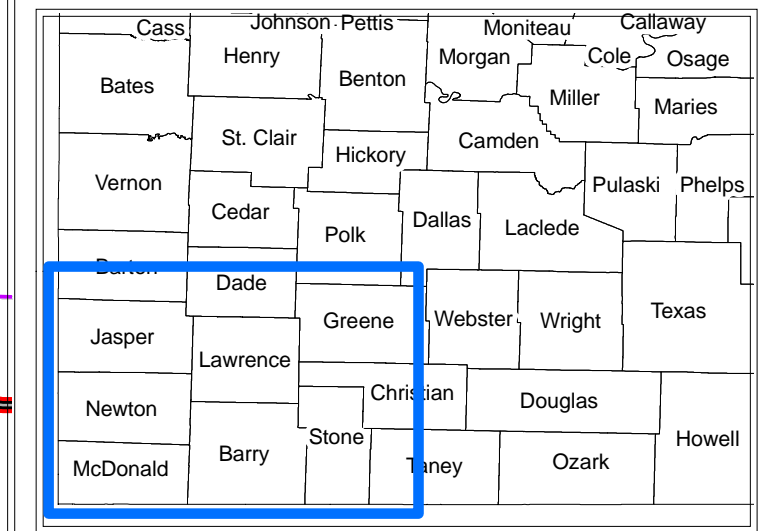 Cass
Johnson
Pettis
Moniteau
Callaway
Henry
Morgan
Cole
Osage
Bates
Benton
Miller
Maries
St. Clair
Camden
Hickory
Vernon
Pulaski
Phelps
Cedar
Dallas
Polk
Laclede
Barton
Dade
Texas
Greene
Webster
Wright
Jasper
Lawrence
Christian
Douglas
Newton
Stone
Howell
Barry
McDonald
Taney
Ozark